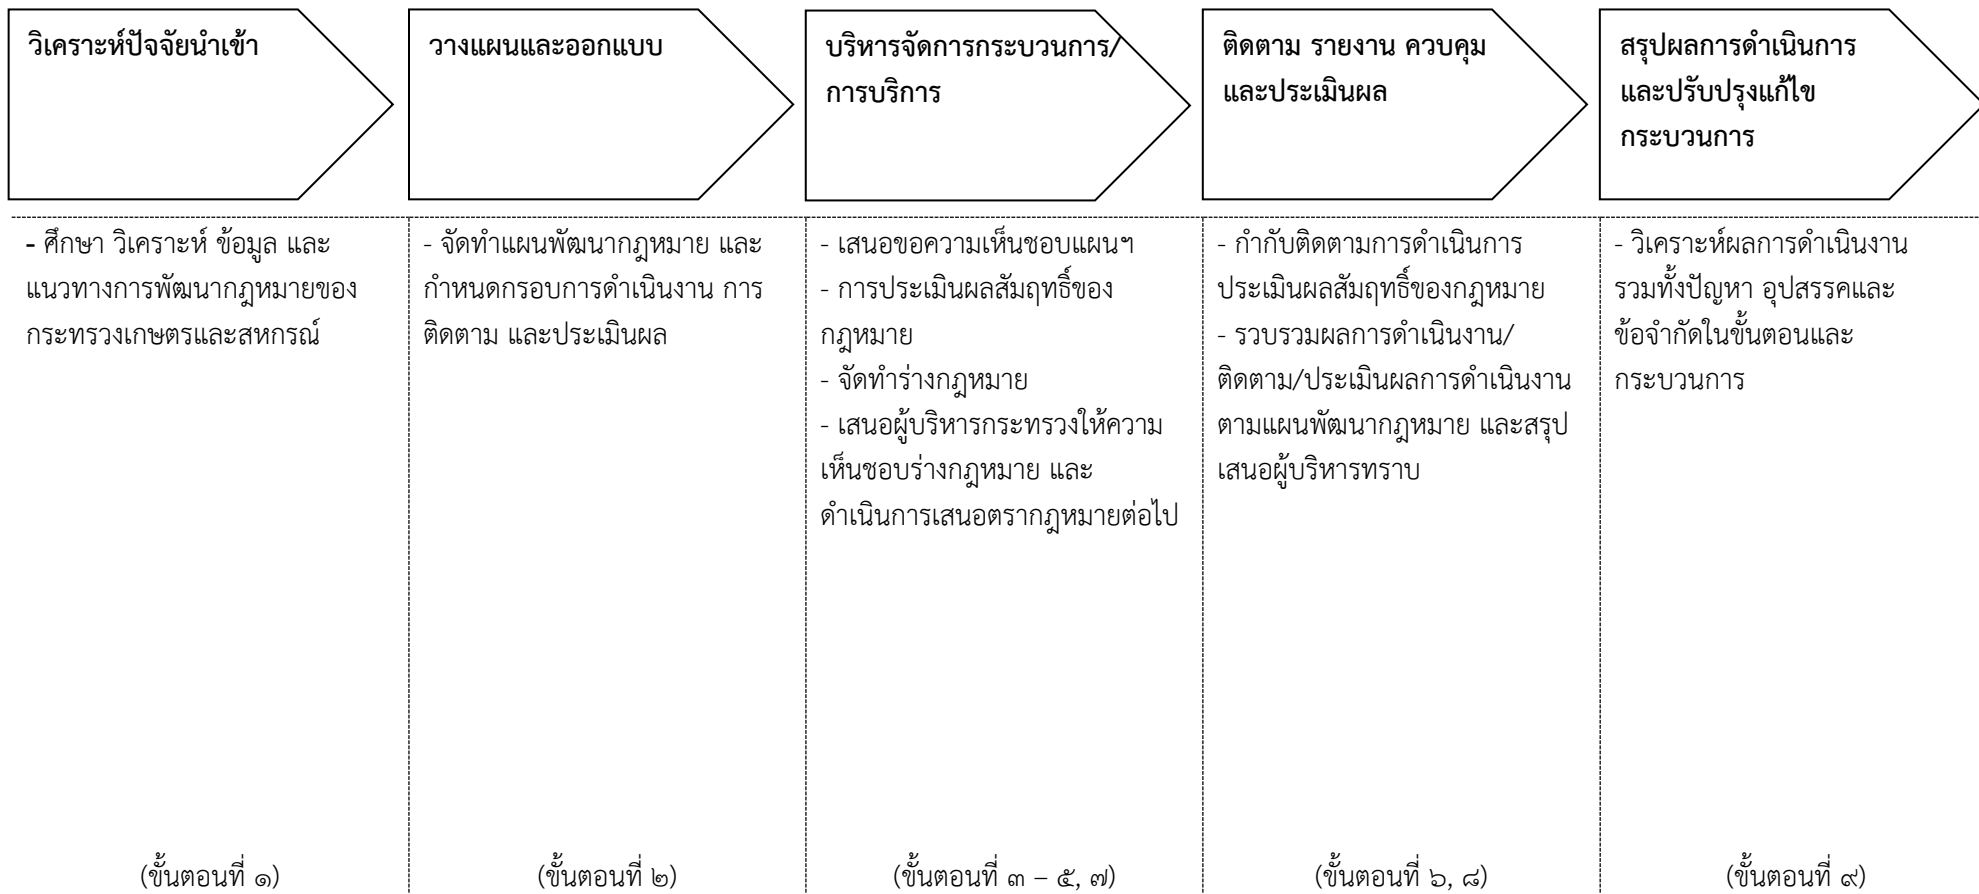 วิเคราะห์ปัจจัยนำเข้า
วางแผนและออกแบบ
บริหารจัดการกระบวนการ/
การบริการ
ติดตาม รายงาน ควบคุม
และประเมินผล
สรุปผลการดำเนินการ
และปรับปรุงแก้ไข
กระบวนการ
- ศึกษา วิเคราะห์ ข้อมูล และ
แนวทางการพัฒนากฎหมายของ
กระทรวงเกษตรและสหกรณ์
- จัดทำแผนพัฒนากฎหมาย และ
กำหนดกรอบการดำเนินงาน การ
ติดตาม และประเมินผล
- เสนอขอความเห็นชอบแผนฯ
- การประเมินผลสัมฤทธิ์ของ
กฎหมาย
- จัดทำร่างกฎหมาย
- เสนอผู้บริหารกระทรวงให้ความ
เห็นชอบร่างกฎหมาย และ
ดำเนินการเสนอตรากฎหมายต่อไป
- กำกับติดตามการดำเนินการ
ประเมินผลสัมฤทธิ์ของกฎหมาย
- รวบรวมผลการดำเนินงาน/
ติดตาม/ประเมินผลการดำเนินงาน
ตามแผนพัฒนากฎหมาย และสรุป
เสนอผู้บริหารทราบ
- วิเคราะห์ผลการดำเนินงาน
รวมทั้งปัญหา อุปสรรคและ
ข้อจำกัดในขั้นตอนและ
กระบวนการ
(ขั้นตอนที่ ๑)
(ขั้นตอนที่ ๒)
(ขั้นตอนที่ ๓ – ๕, ๗)
(ขั้นตอนที่ ๖, ๘)
(ขั้นตอนที่ ๙)